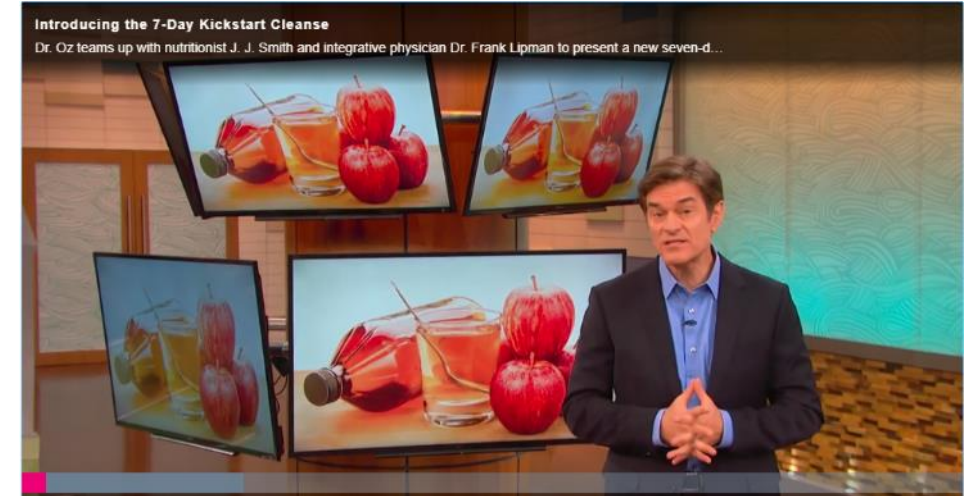 Introducing the 7-Day Kickstart Cleanse
Dr. Oz teams up with nutritionist J. J. Smith and integrative physician Dr. Frank Lipman to present a new seven-d...